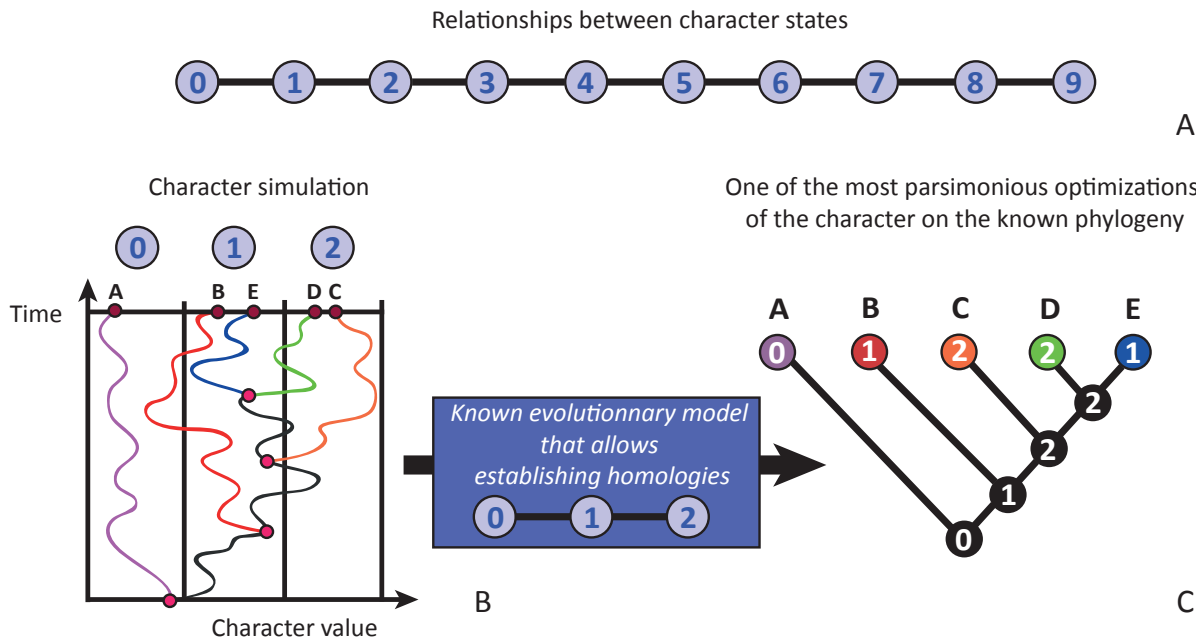 Relationships between character states
0 1 2 3 4 5 6 7 8 9
A
Character simulation
0 1 2
A B E D C
Time
Character value
B
Known evolutionnary model
that allows
establishing homologies
0 1 2
One of the most parsimonious optimizations
of the character on the known phylogeny
A B C D E
0 1 2 2 1
2
2
1
0
C